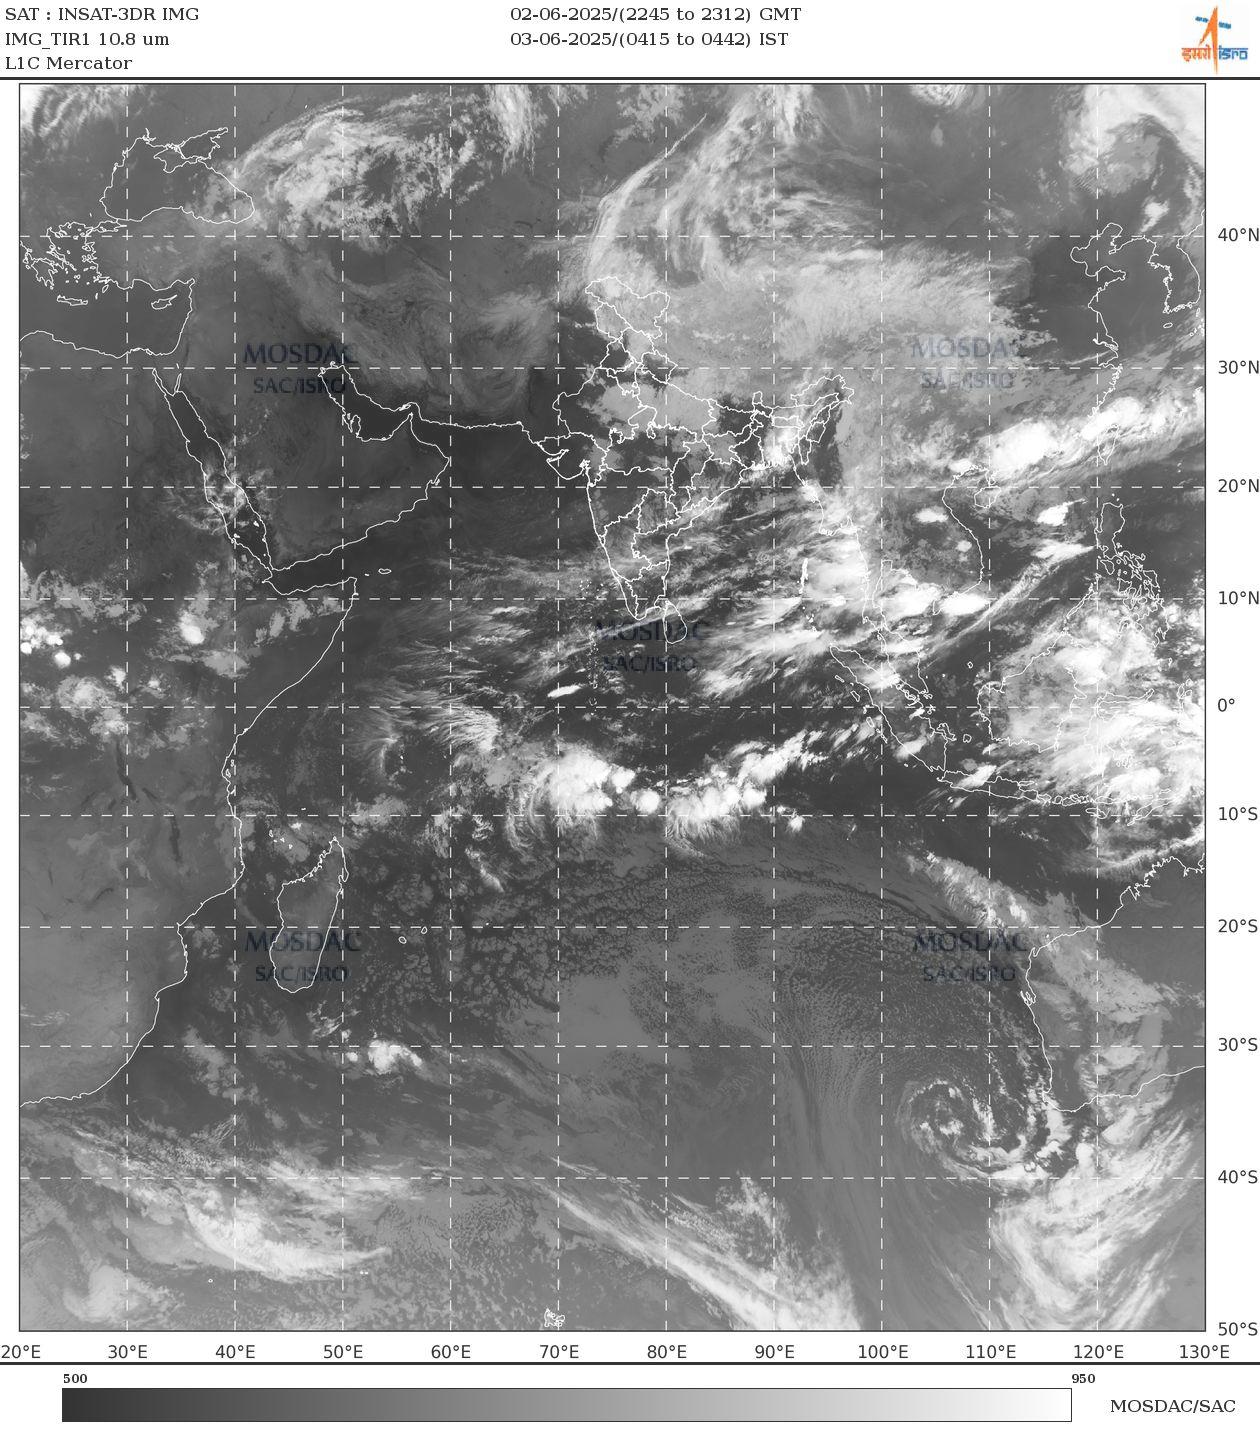 SAT : INSAT-3DR IMG
02-06-2025/(2245 to 2312) GMT
IMG_TIR1 10.8 um
03-06-2025/(0415 to 0442) IST
L1C Mercator
इसरो isro
40°N
MOSDAC
SAC/ISRO
MOSDAC
SAC/ISRO
30°N
20°N
10°N
MOSDAC
SAC/ISRO
0°
10°S
20°S
MOSDAC
SAC/ISRO
MOSDAC
SAC/ISRO
30°S
40°S
50°S
20°E 30°E 40°E 50°E 60°E 70°E 80°E 90°E 100°E 110°E 120°E 130°E
500 950
MOSDAC/SAC